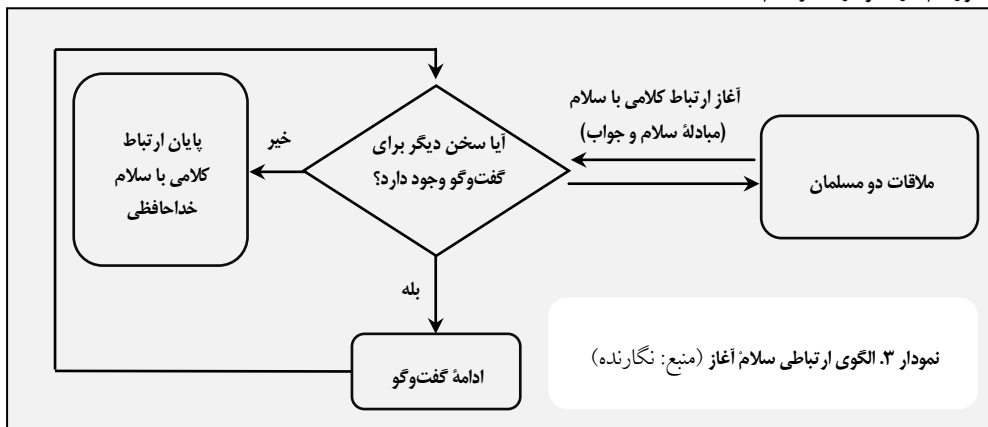 ملاقات دو مسلمان
آغاز ارتباط کلامی با سلام
(مبادلهٔ سلام و جواب)
آیا سخن دیگر برای
گفت‌وگو وجود دارد؟
خیر
پایان ارتباط
کلامی با سلام
خداحافظی
بله
ادامهٔ گفت‌وگو
نمودار ۳. الگوی ارتباطی سلامْ آغاز (منبع: نگارنده)